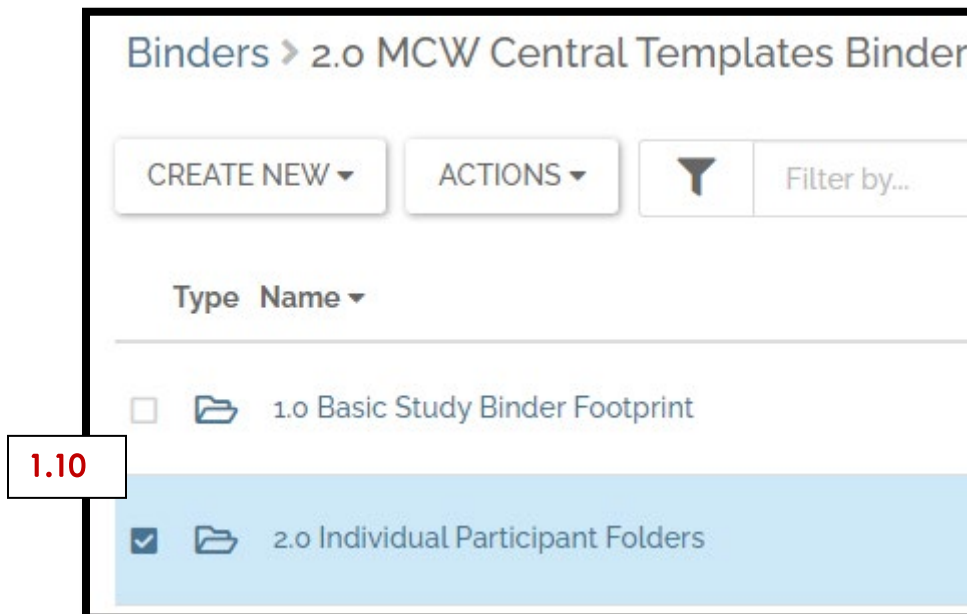 Binders > 2.0 MCW Central Templates Binder
CREATE NEW ACTIONS Filter by...
Type Name
1.0 Basic Study Binder Footprint
1.10
2.0 Individual Participant Folders